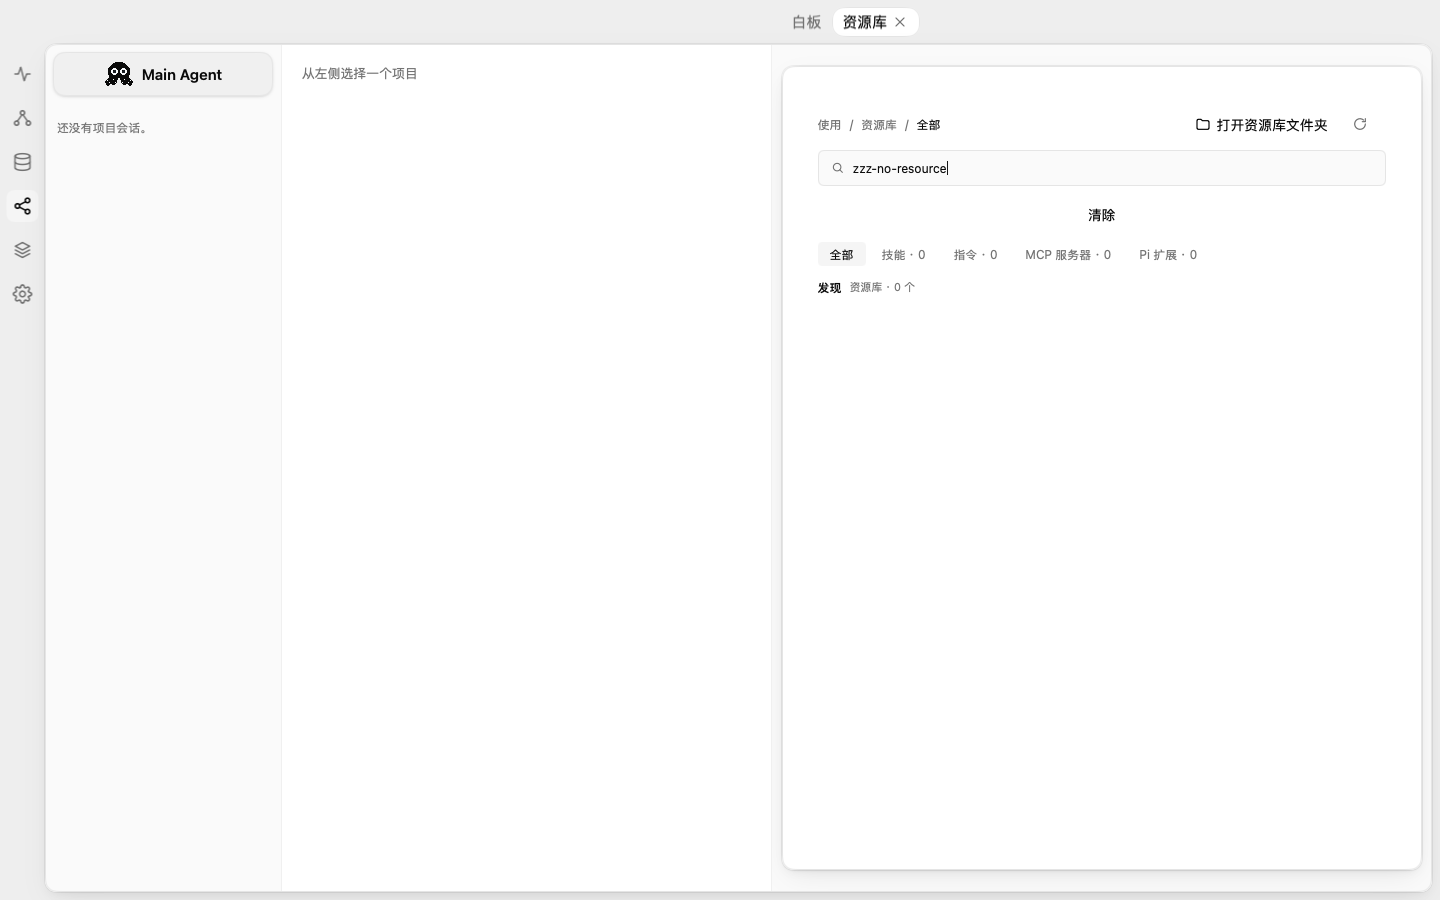 白板
资源库
Main Agent
还没有项目会话。
从左侧选择一个项目
使用 / 资源库 / 全部
打开资源库文件夹
zzz-no-resource
清除
全部
技能 · 0
指令 · 0
MCP 服务器 · 0
Pi 扩展 · 0
发现 资源库 · 0 个